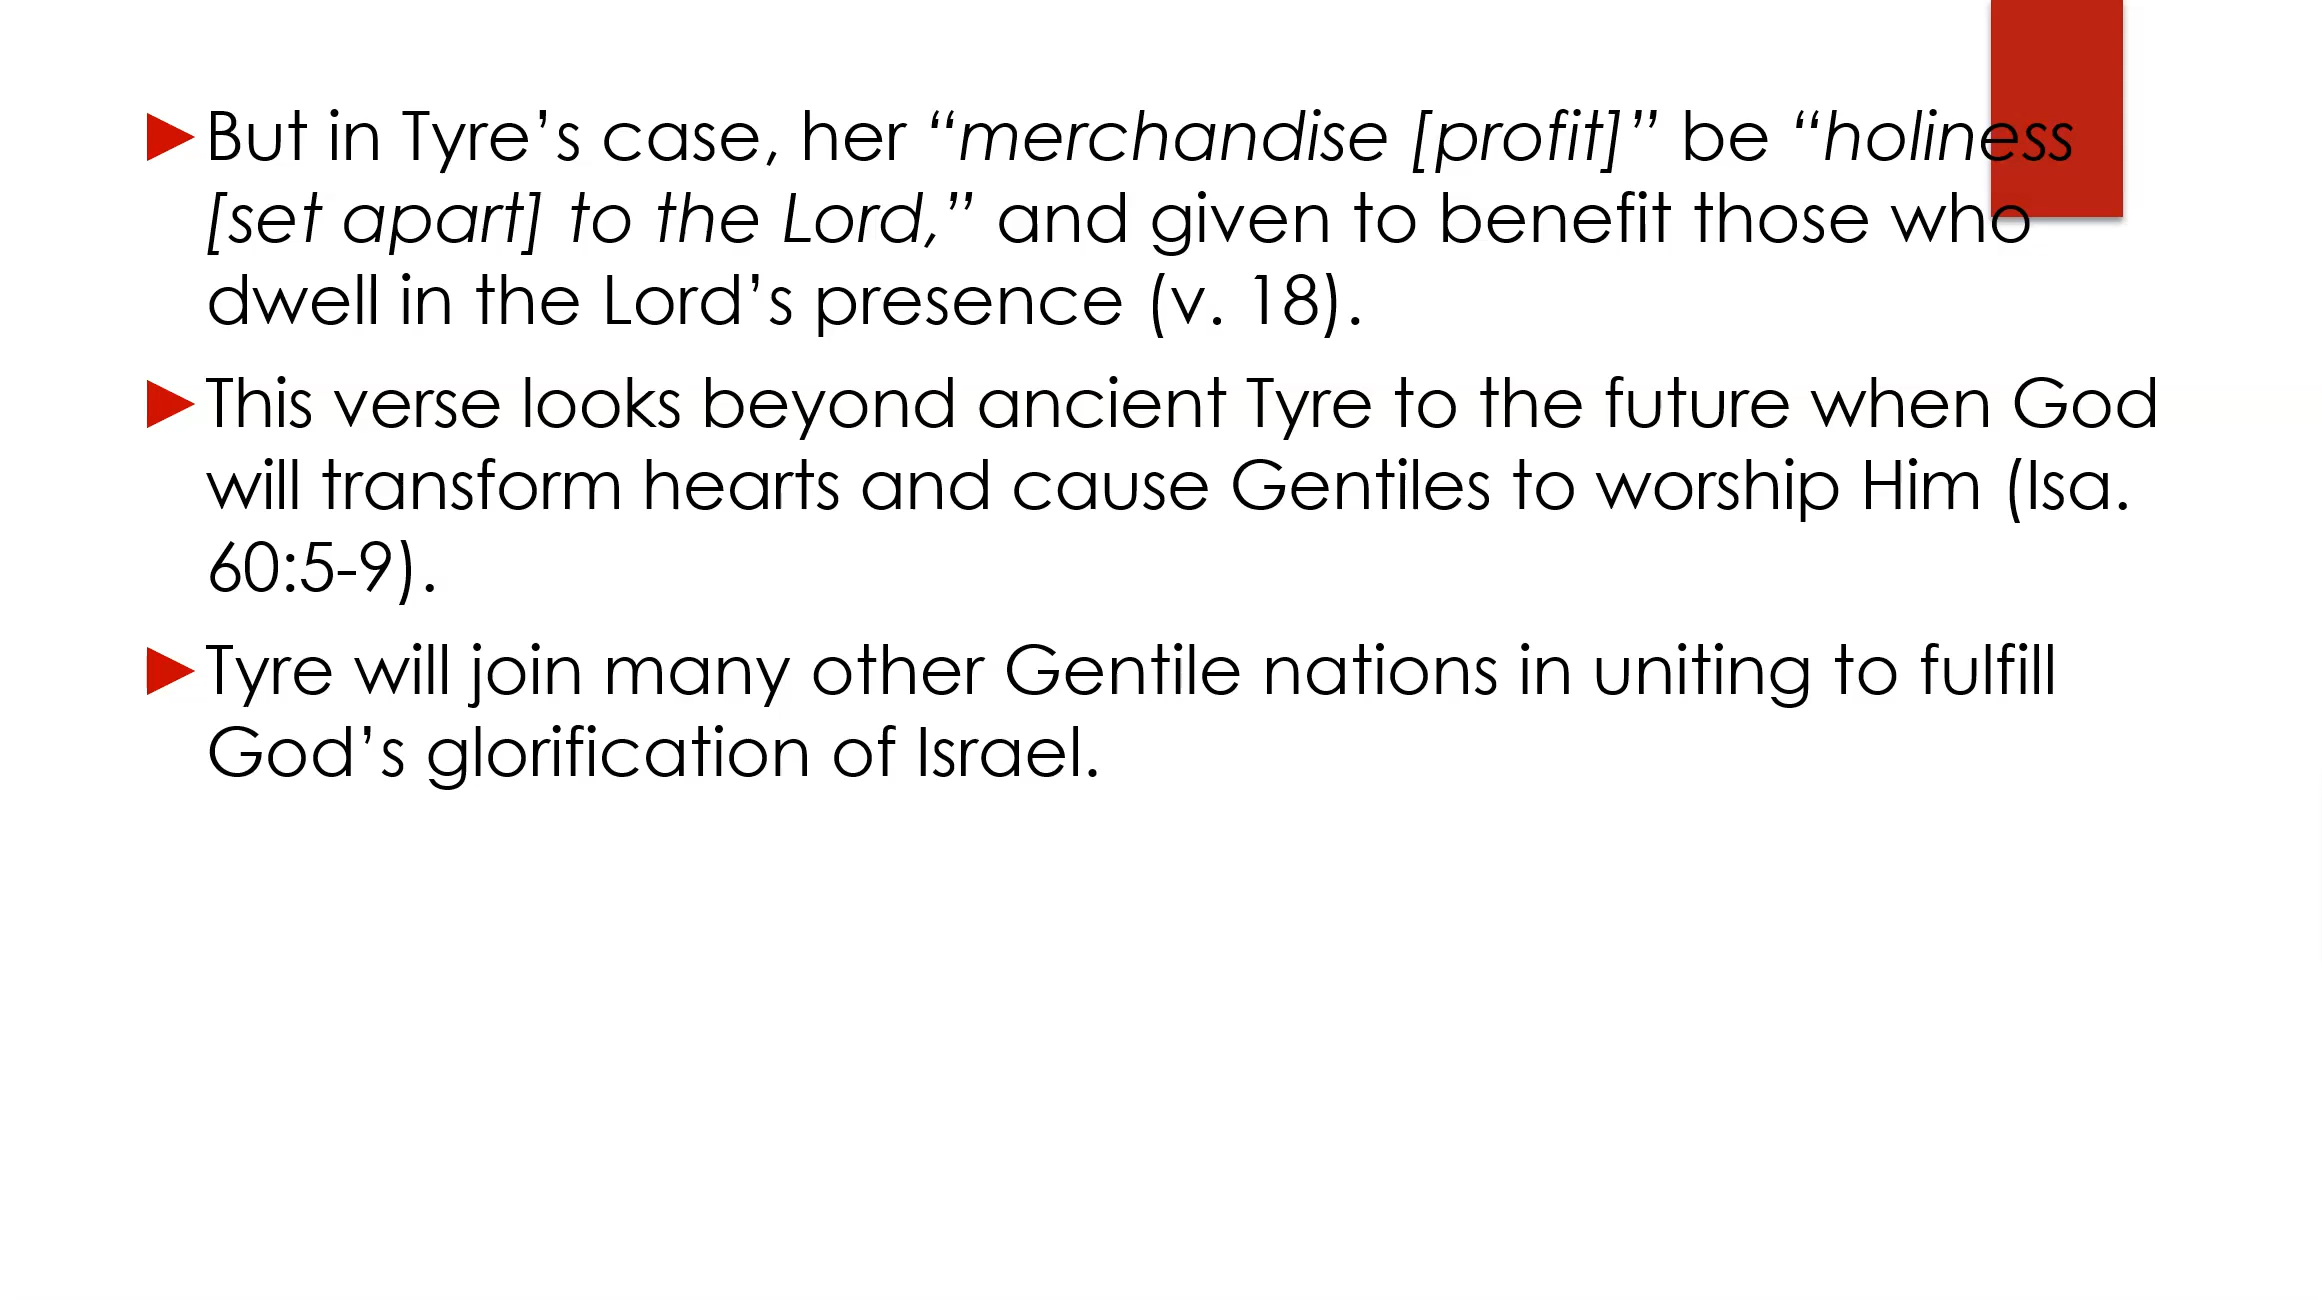 But in Tyre’s case, her “merchandise [profit]” be “holiness
[set apart] to the Lord,” and given to benefit those who
dwell in the Lord’s presence (v. 18).
This verse looks beyond ancient Tyre to the future when God
will transform hearts and cause Gentiles to worship Him (Isa.
60:5-9).
Tyre will join many other Gentile nations in uniting to fulfill
God’s glorification of Israel.